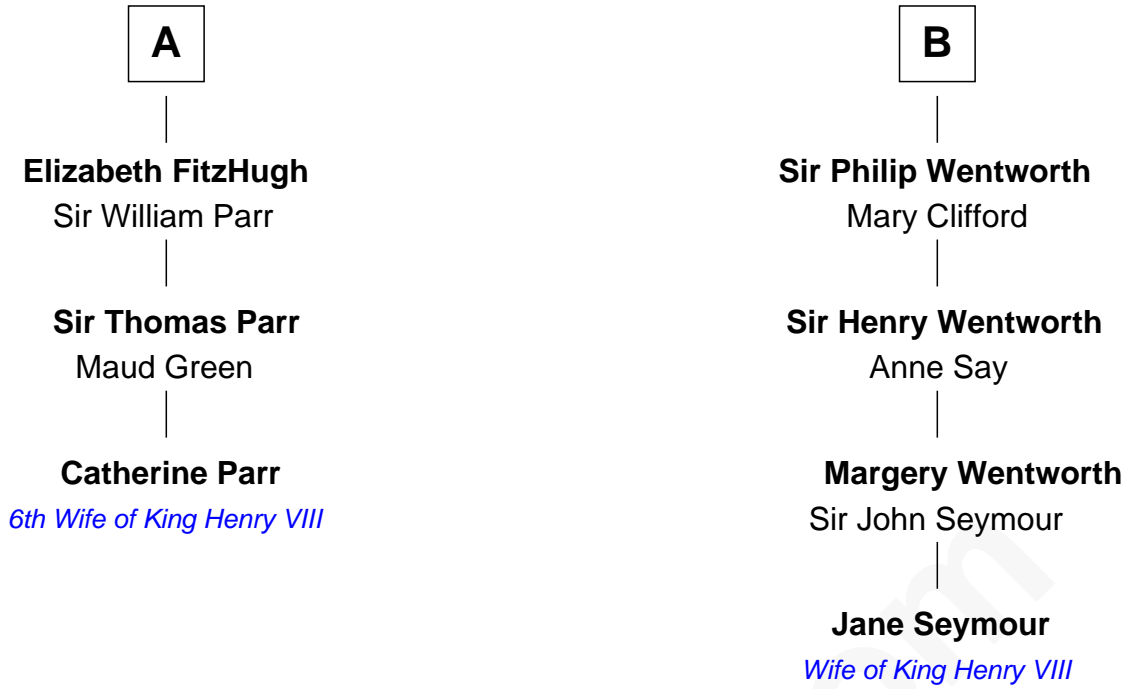 A
Elizabeth FitzHugh
Sir William Parr
Sir Thomas Parr
Maud Green
Catherine Parr
6th Wife of King Henry VIII
B
Sir Philip Wentworth
Mary Clifford
Sir Henry Wentworth
Anne Say
Margery Wentworth
Sir John Seymour
Jane Seymour
Wife of King Henry VIII